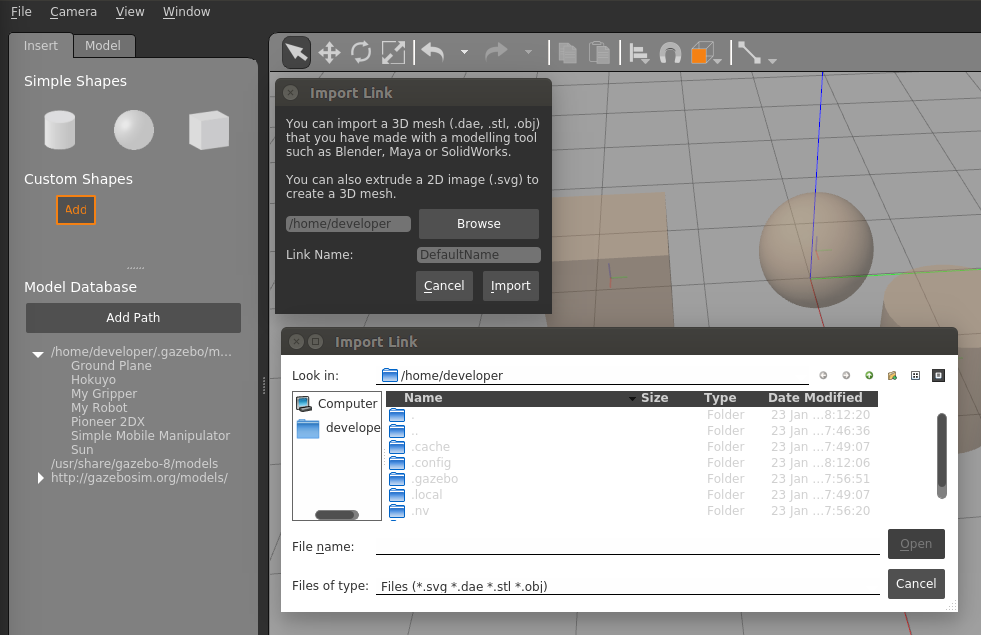 File Camera View Window
Insert Model
Simple Shapes
Custom Shapes
Add
......
Model Database
Add Path
/home/developer/.gazebo/m...
Ground Plane
Hokuyo
My Gripper
My Robot
Pioneer 2DX
Simple Mobile Manipulator
Sun
/usr/share/gazebo-8/models
http://gazebosim.org/models/
Import Link
You can import a 3D mesh (.dae, .stl, .obj)
that you have made with a modelling tool
such as Blender, Maya or SolidWorks.
You can also extrude a 2D image (.svg) to
create a 3D mesh.
/home/developer Browse
Link Name: DefaultName
Cancel Import
Import Link
Look in: /home/developer
Computer
develope
Name Size Type Date Modified
. Folder 23 Jan ...8:12:20
.. Folder 23 Jan ...7:46:36
.cache Folder 23 Jan ...7:49:07
.config Folder 23 Jan ...8:12:06
.gazebo Folder 23 Jan ...7:56:51
.local Folder 23 Jan ...7:49:07
.nv Folder 23 Jan ...7:56:20
File name: Open
Files of type: Files (*.svg *.dae *.stl *.obj) Cancel